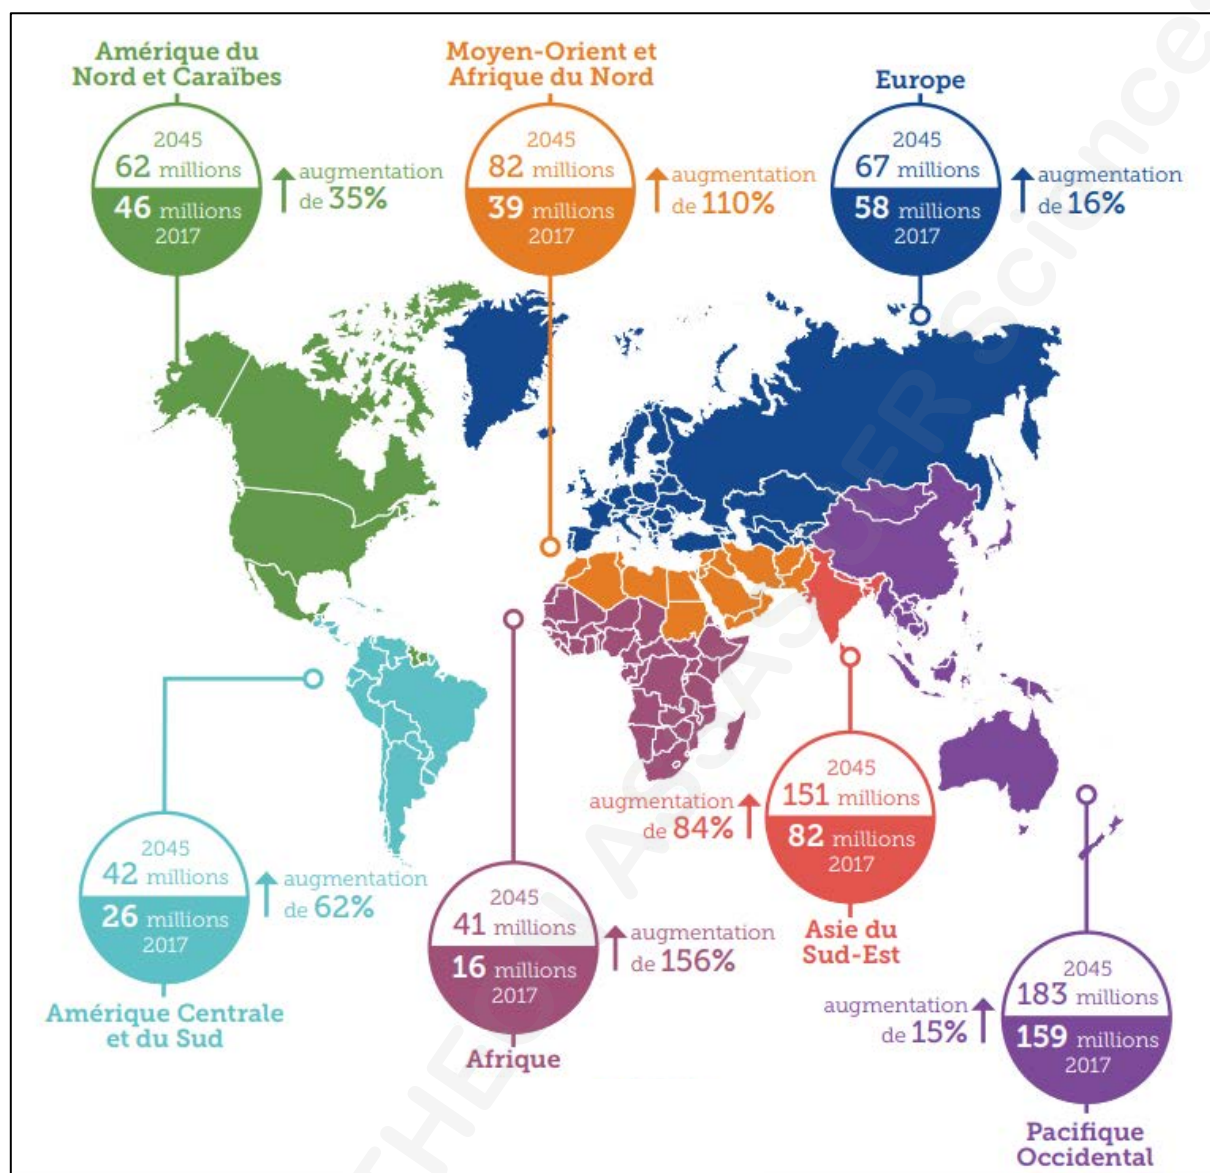 Amérique du
Nord et Caraïbes
2045
62 millions
46 millions
2017
augmentation
de 35%
Moyen-Orient et
Afrique du Nord
2045
82 millions
39 millions
2017
augmentation
de 110%
Europe
2045
67 millions
58 millions
2017
augmentation
de 16%
2045
42 millions
26 millions
2017
augmentation
de 62%
Amérique Centrale
et du Sud
2045
41 millions
16 millions
2017
augmentation
de 156%
Afrique
augmentation
de 84%
2045
151 millions
82 millions
2017
Asie du
Sud-Est
augmentation
de 15%
2045
183 millions
159 millions
2017
Pacifique
Occidental